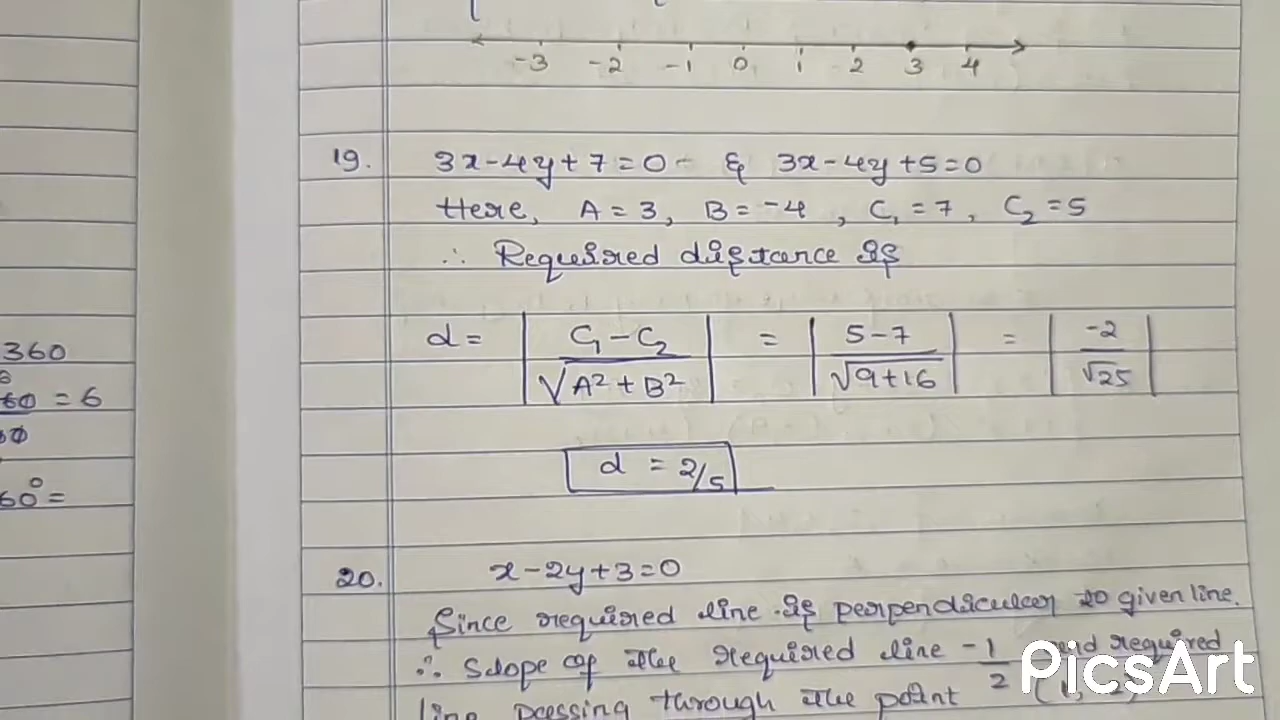 -3 -2 -1 0 1 2 3 4
19. 3x-4y+7=0 & 3x-4y+5=0
Here, A=3, B=-4, C₁=7, C₂=5
∴ Required distance is
d = | C₁-C₂ / √A²+B² | = | 5-7 / √9+16 | = | -2 / √25 |
d = 2/5
20. x-2y+3=0
Since required line is perpendicular to given line.
∴ Slope of the required line -1/2 and required
line passing through the point
360
= 6
60° =
PicsArt